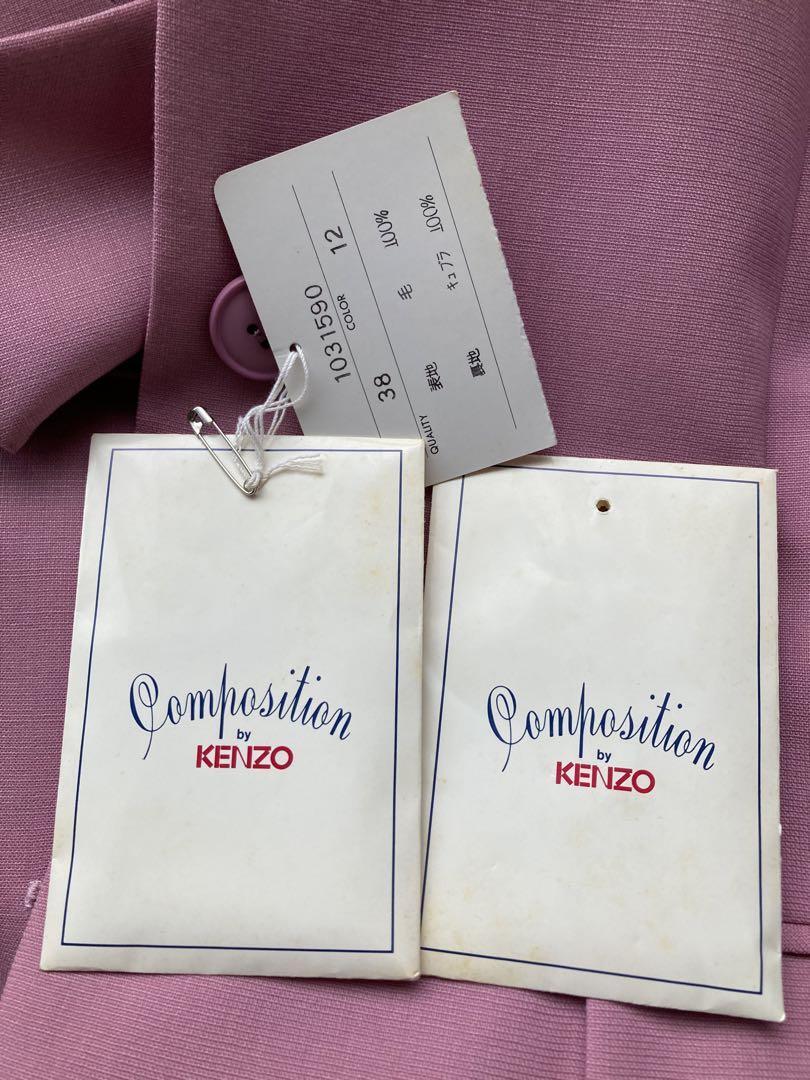 1031590
COLOR 12
38
QUALITY 表地 毛 100%
裏地 キュプラ 100%
Composition
by
KENZO
Composition
by
KENZO